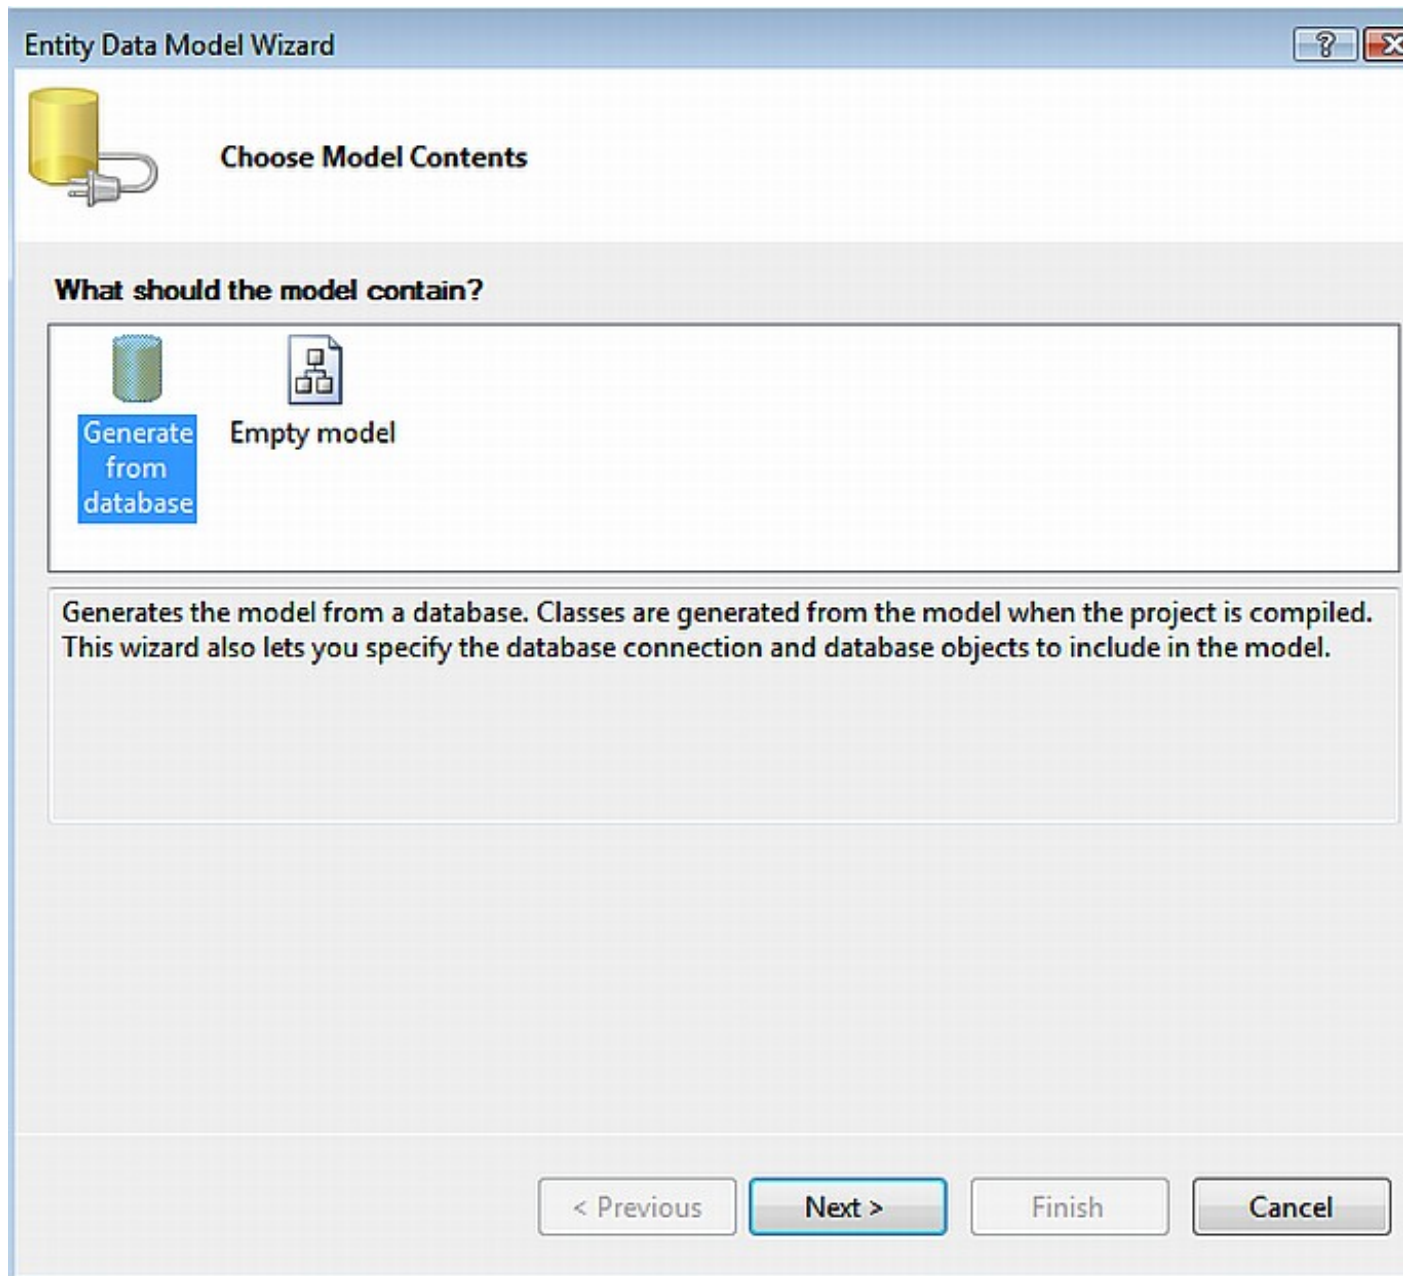 Entity Data Model Wizard
?
Choose Model Contents
What should the model contain?
Generate
from
database
Empty model
Generates the model from a database. Classes are generated from the model when the project is compiled.
This wizard also lets you specify the database connection and database objects to include in the model.
< Previous
Next >
Finish
Cancel